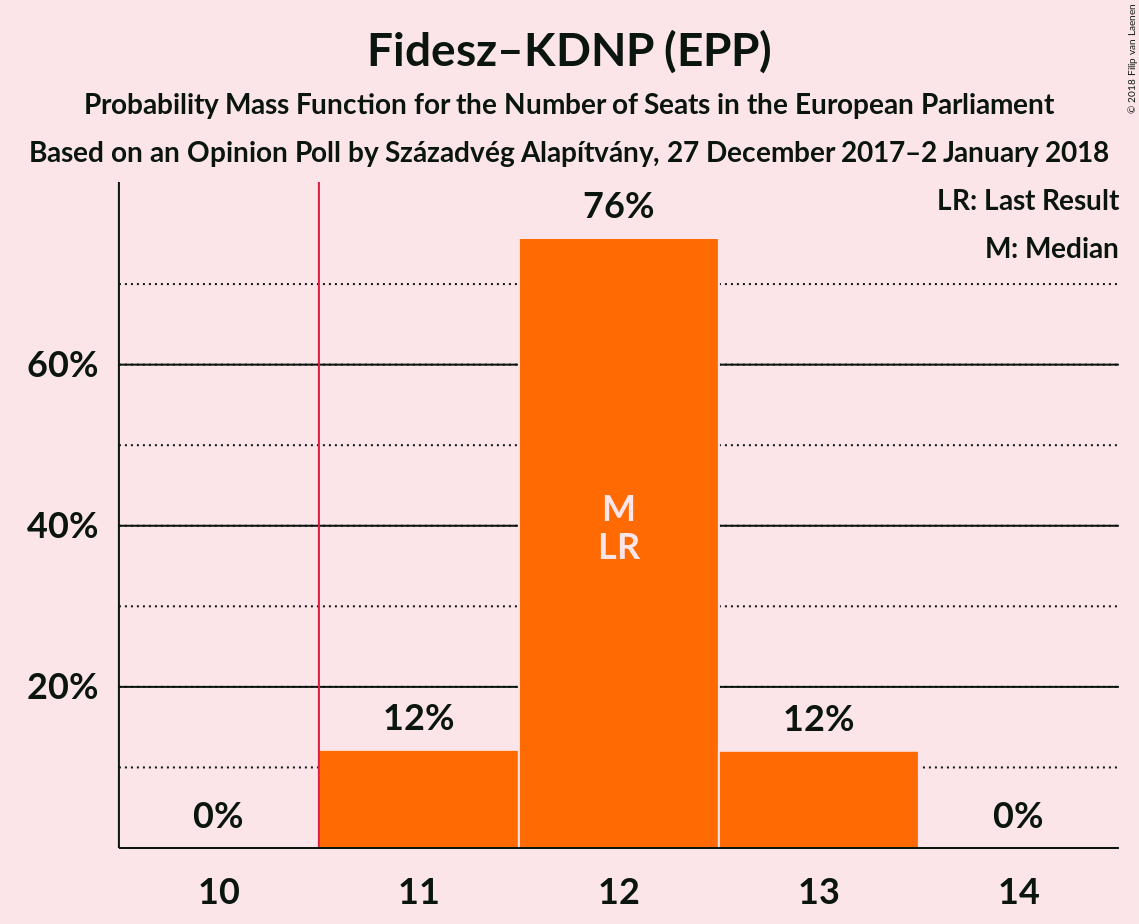 Fidesz–KDNP (EPP)
Probability Mass Function for the Number of Seats in the European Parliament
Based on an Opinion Poll by Századvég Alapítvány, 27 December 2017–2 January 2018
© 2018 Filip van Laenen
LR: Last Result
M: Median
76%
60%
40%
20%
M
LR
12%
12%
0%
0%
10
11
12
13
14